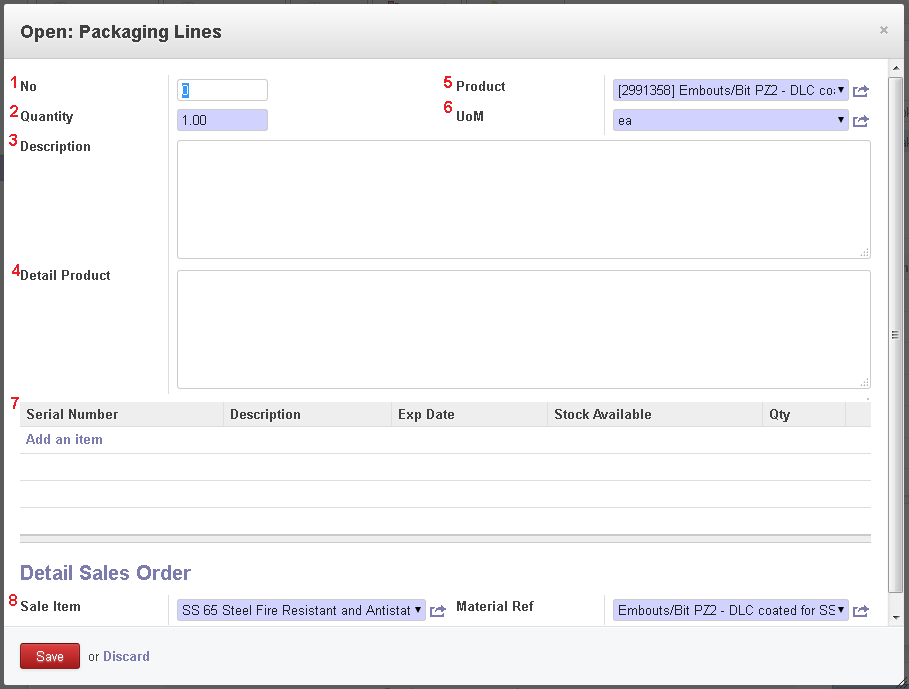 Open: Packaging Lines
×
1 No
0
5 Product
[2991358] Embouts/Bit PZ2 - DLC co
2 Quantity
1.00
6 UoM
ea
3 Description
4 Detail Product
7
Serial Number Description Exp Date Stock Available Qty
Add an item
Detail Sales Order
8 Sale Item
SS 65 Steel Fire Resistant and Antistat
Material Ref
Embouts/Bit PZ2 - DLC coated for SS
Save or Discard